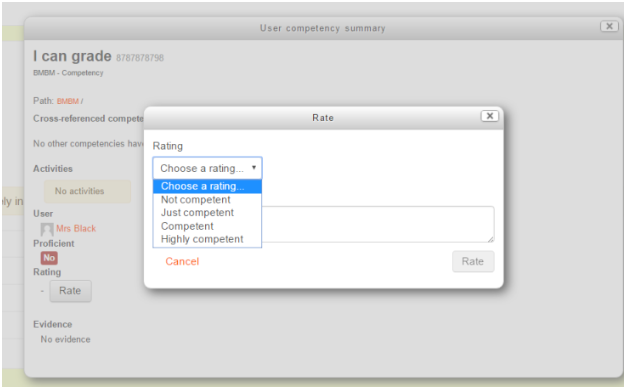 User competency summary
I can grade 8787878798
BMBM - Competency
Path: BMBM /
Cross-referenced compete
No other competencies hav
Activities
No activities
ely in
User
Mrs Black
Proficient
No
Rating
- Rate
Evidence
No evidence
Rate
Rating
Choose a rating...
Choose a rating...
Not competent
Just competent
Competent
Highly competent
Cancel
Rate